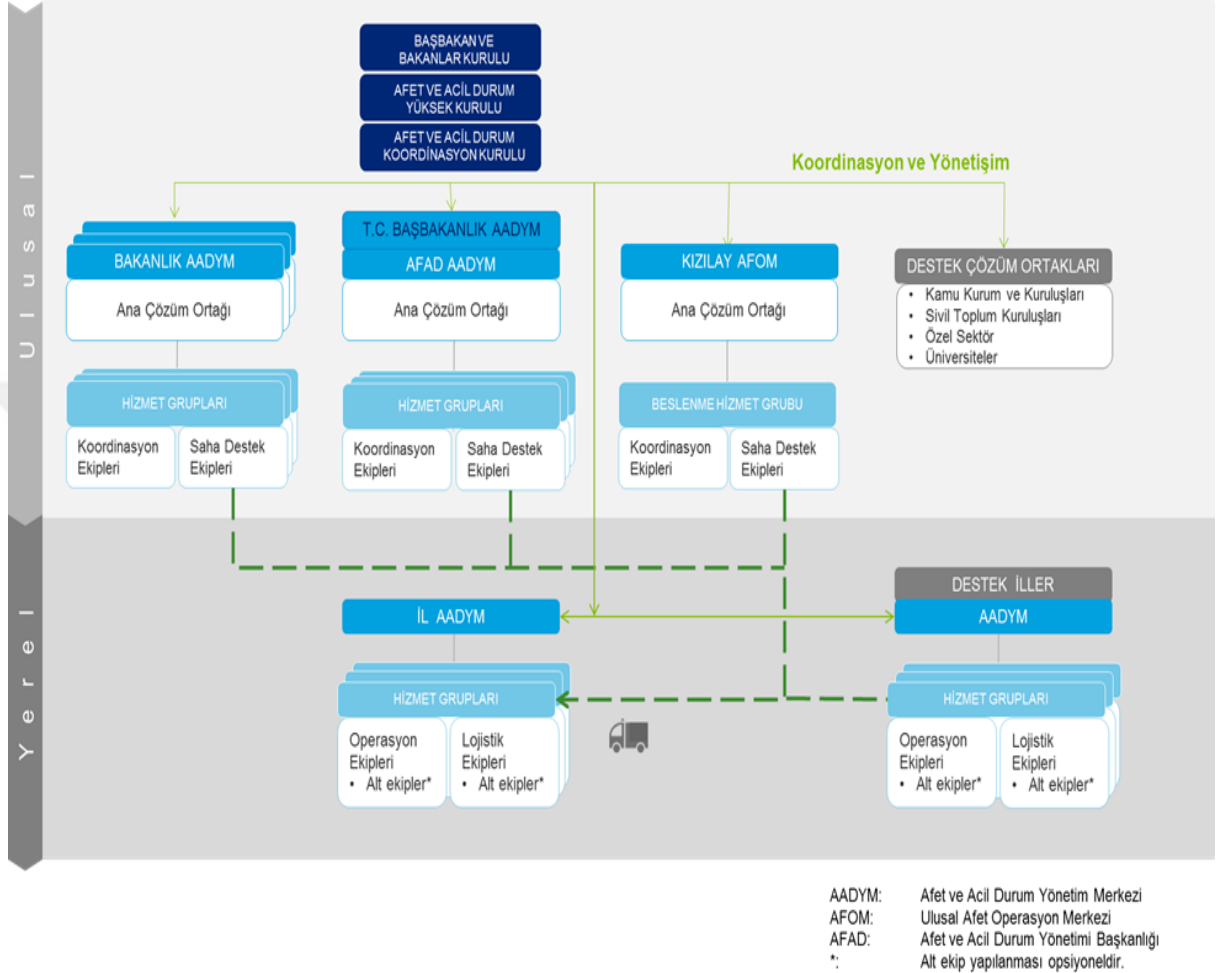 BAŞBAKAN VE
BAKANLAR KURULU
AFET VE ACİL DURUM
YÜKSEK KURULU
AFET VE ACİL DURUM
KOORDİNASYON KURULU
Koordinasyon ve Yönetişim
Ulusal
BAKANLIK AADYM
Ana Çözüm Ortağı
HİZMET GRUPLARI
Koordinasyon
Ekipleri
Saha Destek
Ekipleri
T.C. BAŞBAKANLIK AADYM
AFAD AADYM
Ana Çözüm Ortağı
HİZMET GRUPLARI
Koordinasyon
Ekipleri
Saha Destek
Ekipleri
KIZILAY AFOM
Ana Çözüm Ortağı
BESLENME HİZMET GRUBU
Koordinasyon
Ekipleri
Saha Destek
Ekipleri
DESTEK ÇÖZÜM ORTAKLARI
• Kamu Kurum ve Kuruluşları
• Sivil Toplum Kuruluşları
• Özel Sektör
• Üniversiteler
Yerel
İL AADYM
HİZMET GRUPLARI
Operasyon
Ekipleri
• Alt ekipler*
Lojistik
Ekipleri
• Alt ekipler*
DESTEK İLLER
AADYM
HİZMET GRUPLARI
Operasyon
Ekipleri
• Alt ekipler*
Lojistik
Ekipleri
• Alt ekipler*
AADYM: Afet ve Acil Durum Yönetim Merkezi
AFOM: Ulusal Afet Operasyon Merkezi
AFAD: Afet ve Acil Durum Yönetimi Başkanlığı
*: Alt ekip yapılanması opsiyoneldir.